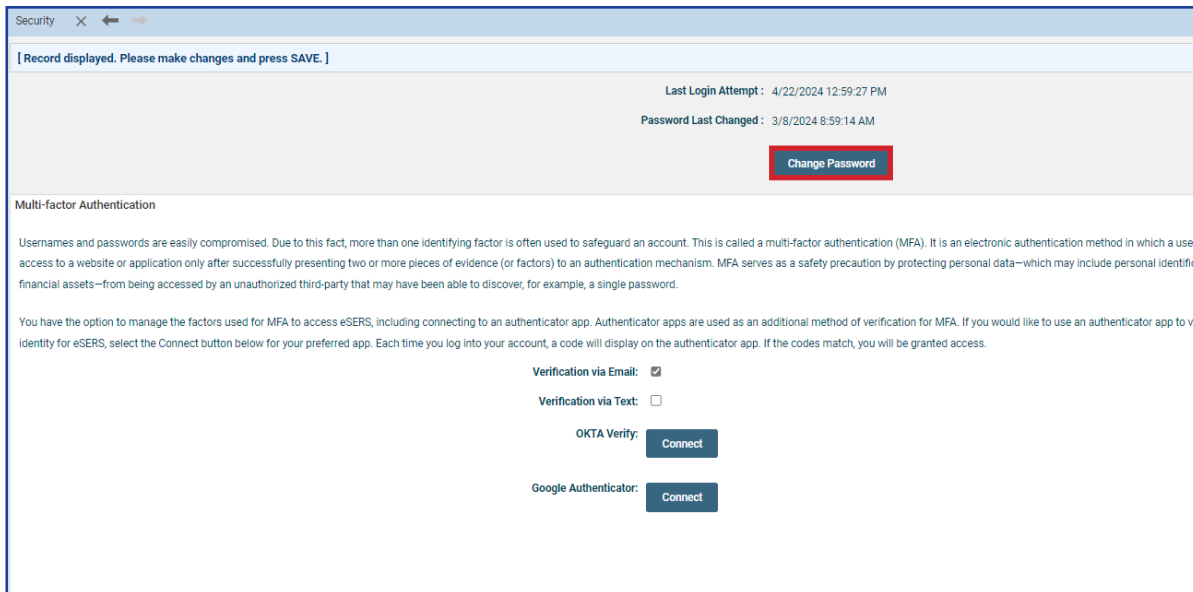 Security
[ Record displayed. Please make changes and press SAVE. ]
Last Login Attempt : 4/22/2024 12:59:27 PM
Password Last Changed : 3/8/2024 8:59:14 AM
Change Password
Multi-factor Authentication
Usernames and passwords are easily compromised. Due to this fact, more than one identifying factor is often used to safeguard an account. This is called a multi-factor authentication (MFA). It is an electronic authentication method in which a use
access to a website or application only after successfully presenting two or more pieces of evidence (or factors) to an authentication mechanism. MFA serves as a safety precaution by protecting personal data—which may include personal identific
financial assets—from being accessed by an unauthorized third-party that may have been able to discover, for example, a single password.
You have the option to manage the factors used for MFA to access eSERS, including connecting to an authenticator app. Authenticator apps are used as an additional method of verification for MFA. If you would like to use an authenticator app to v
identity for eSERS, select the Connect button below for your preferred app. Each time you log into your account, a code will display on the authenticator app. If the codes match, you will be granted access.
Verification via Email:
Verification via Text:
OKTA Verify: Connect
Google Authenticator: Connect